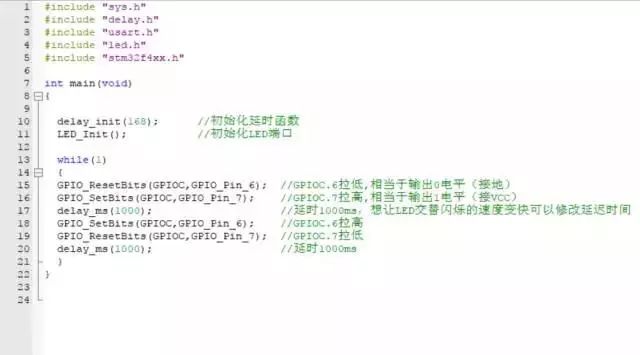 1 #include "sys.h"
2 #include "delay.h"
3 #include "usart.h"
4 #include "led.h"
5 #include "stm32f4xx.h"
6
7 int main(void)
8 {
9
10 delay_init(168); //初始化延时函数
11 LED_Init(); //初始化LED端口
12
13 while(1)
14 {
15 GPIO_ResetBits(GPIOC,GPIO_Pin_6); //GPIOC.6拉低,相当于输出0电平（接地）
16 GPIO_SetBits(GPIOC,GPIO_Pin_7); //GPIOC.7拉高,相当于输出1电平（接VCC）
17 delay_ms(1000); //延时1000ms，想让LED交替闪烁的速度变快可以修改延迟时间
18 GPIO_SetBits(GPIOC,GPIO_Pin_6); //GPIOC.6拉高
19 GPIO_ResetBits(GPIOC,GPIO_Pin_7); //GPIOC.7拉低
20 delay_ms(1000); //延时1000ms
21 }
22 }
23
24